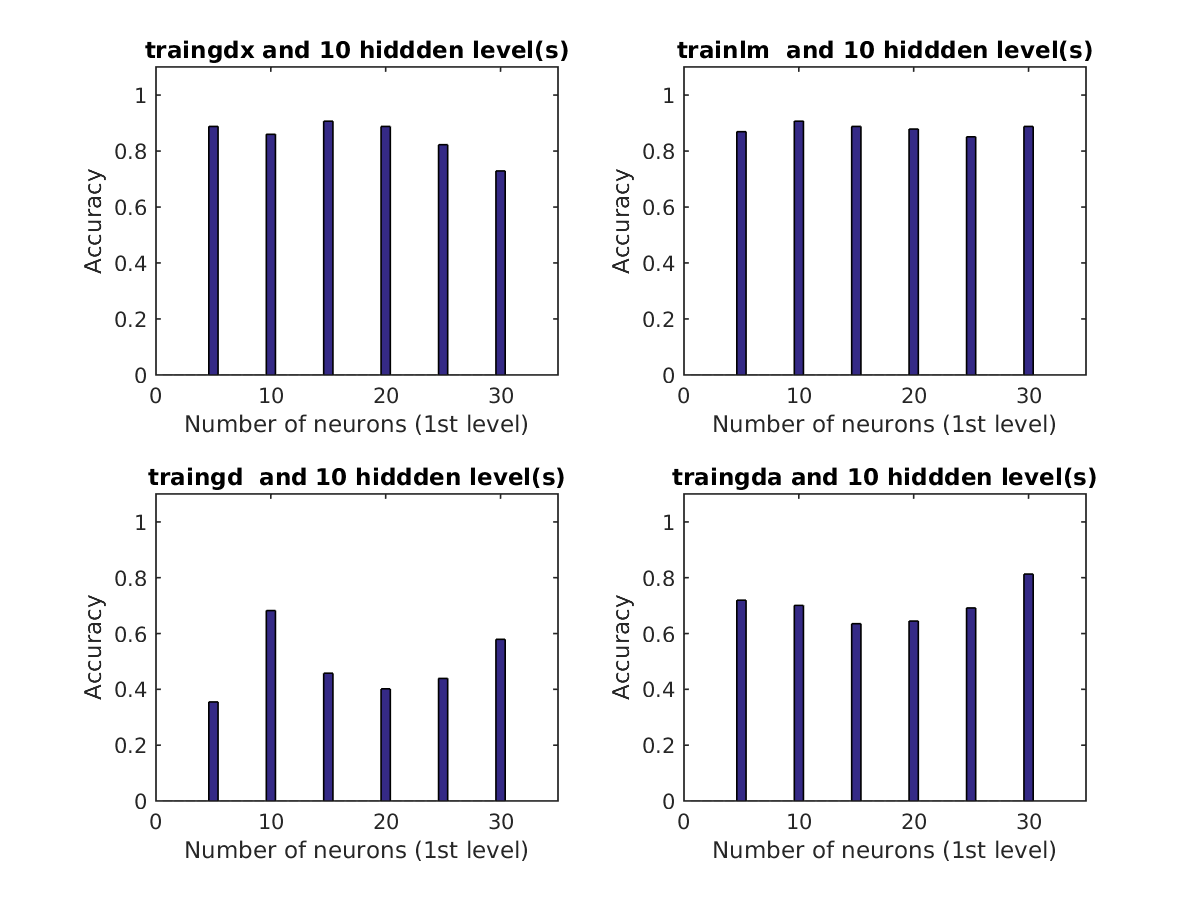 traingdx and 10 hiddden level(s)
1
0.8
0.6
0.4
0.2
0
Accuracy
0 10 20 30
Number of neurons (1st level)
trainlm  and 10 hiddden level(s)
1
0.8
0.6
0.4
0.2
0
Accuracy
0 10 20 30
Number of neurons (1st level)
traingd  and 10 hiddden level(s)
1
0.8
0.6
0.4
0.2
0
Accuracy
0 10 20 30
Number of neurons (1st level)
traingda and 10 hiddden level(s)
1
0.8
0.6
0.4
0.2
0
Accuracy
0 10 20 30
Number of neurons (1st level)